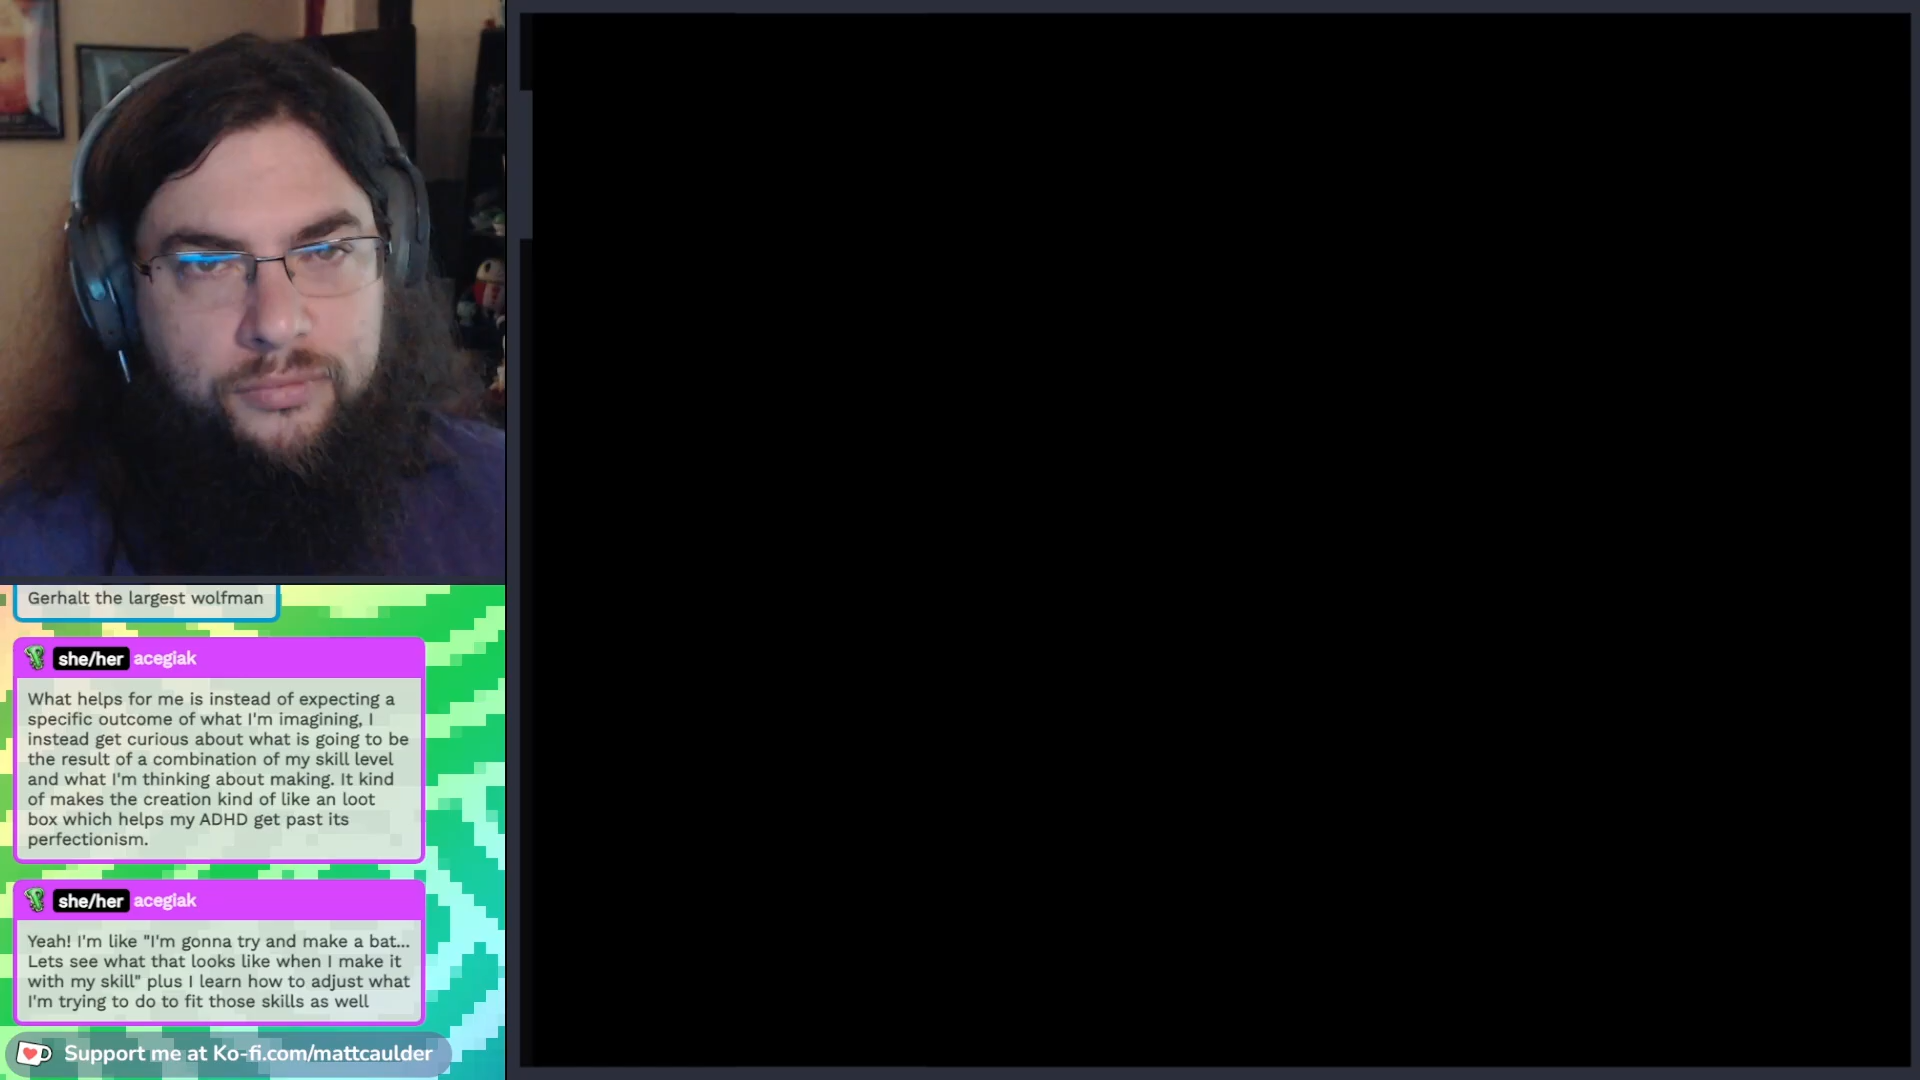 Gerhalt the largest wolfman
she/her acegiak
What helps for me is instead of expecting a
specific outcome of what I'm imagining, I
instead get curious about what is going to be
the result of a combination of my skill level
and what I'm thinking about making. It kind
of makes the creation kind of like an loot
box which helps my ADHD get past its
perfectionism.
she/her acegiak
Yeah! I'm like "I'm gonna try and make a bat...
Lets see what that looks like when I make it
with my skill" plus I learn how to adjust what
I'm trying to do to fit those skills as well
Support me at Ko-fi.com/mattcaulder